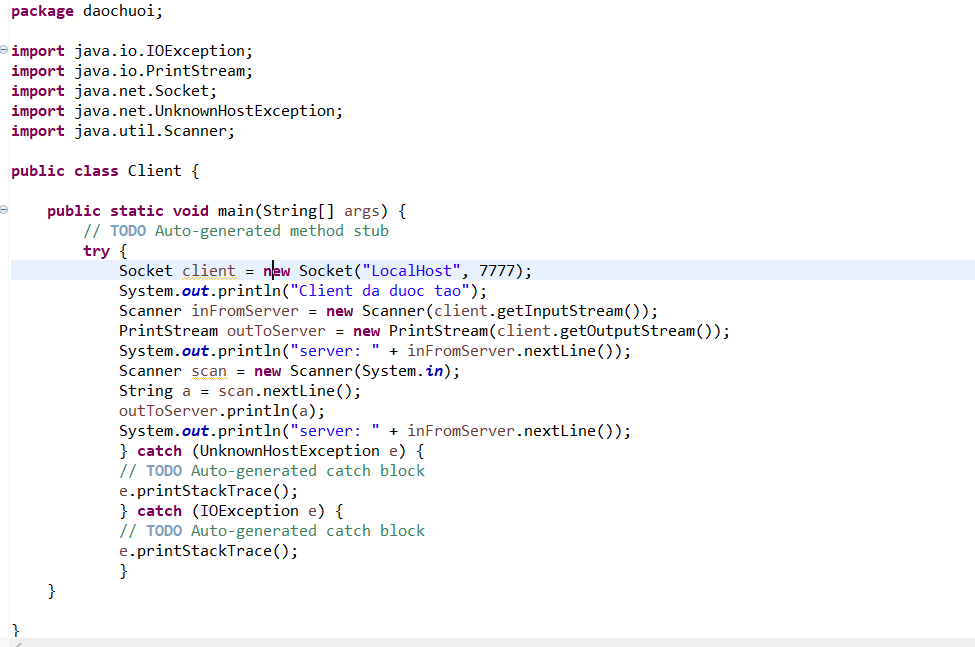 package daochuoi;
import java.io.IOException;
import java.io.PrintStream;
import java.net.Socket;
import java.net.UnknownHostException;
import java.util.Scanner;
public class Client {
public static void main(String[] args) {
// TODO Auto-generated method stub
try {
Socket client = new Socket("LocalHost", 7777);
System.out.println("Client da duoc tao");
Scanner inFromServer = new Scanner(client.getInputStream());
PrintStream outToServer = new PrintStream(client.getOutputStream());
System.out.println("server: " + inFromServer.nextLine());
Scanner scan = new Scanner(System.in);
String a = scan.nextLine();
outToServer.println(a);
System.out.println("server: " + inFromServer.nextLine());
} catch (UnknownHostException e) {
// TODO Auto-generated catch block
e.printStackTrace();
} catch (IOException e) {
// TODO Auto-generated catch block
e.printStackTrace();
}
}
}